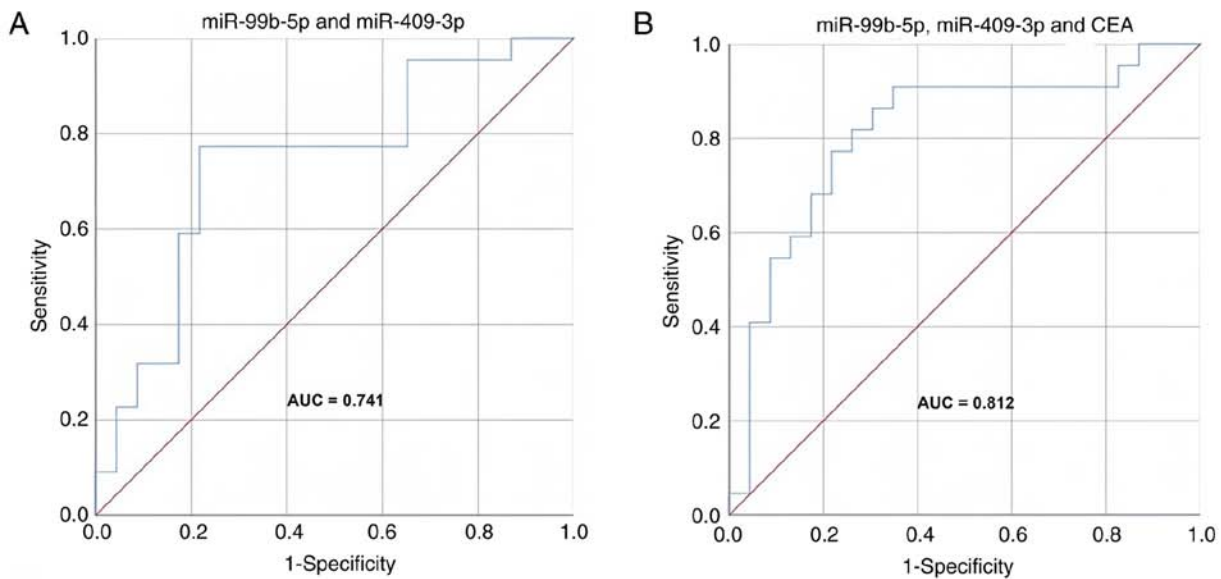 A
miR-99b-5p and miR-409-3p
1.0
0.8
0.6
0.4
0.2
0.0
Sensitivity
AUC = 0.741
0.0 0.2 0.4 0.6 0.8 1.0
1-Specificity
B
miR-99b-5p, miR-409-3p and CEA
1.0
0.8
0.6
0.4
0.2
0.0
Sensitivity
AUC = 0.812
0.0 0.2 0.4 0.6 0.8 1.0
1-Specificity